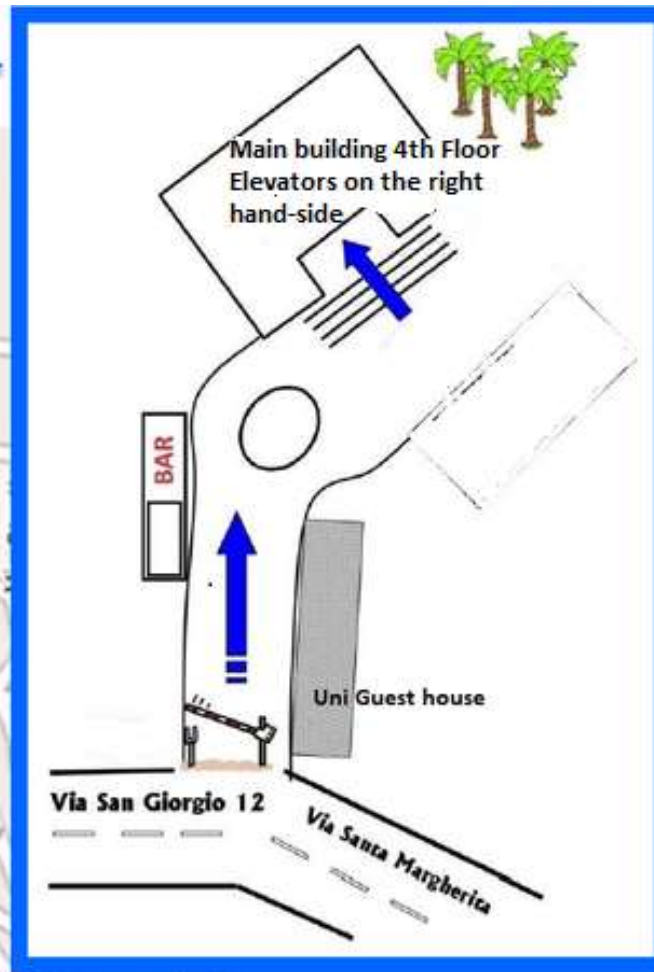 Main building 4th Floor
Elevators on the right
hand-side
BAR
Uni Guest house
Via San Giorgio 12
Via Santa Margherita